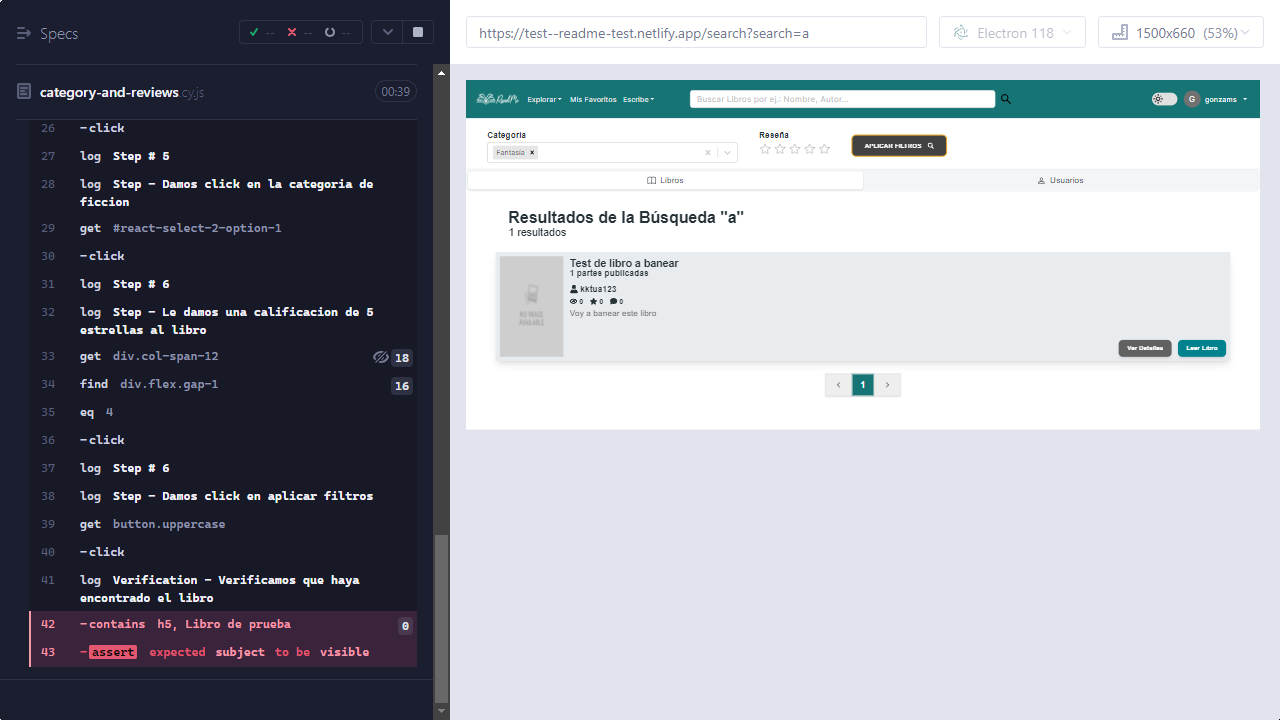 Specs
-- -- --
category-and-reviews.cy.js 00:39
26 -click
27 log Step # 5
28 log Step - Damos click en la categoria de
ficcion
29 get #react-select-2-option-1
30 -click
31 log Step # 6
32 log Step - Le damos una calificacion de 5
estrellas al libro
33 get div.col-span-12 18
34 find div.flex.gap-1 16
35 eq 4
36 -click
37 log Step # 6
38 log Step - Damos click en aplicar filtros
39 get button.uppercase
40 -click
41 log Verification - Verificamos que haya
encontrado el libro
42 -contains h5, Libro de prueba 0
43 -assert expected subject to be visible
https://test--readme-test.netlify.app/search?search=a
Electron 118
1500x660 (53%)
ReadMe Explorar Mis Favoritos Escribe
Buscar Libros por ej.: Nombre, Autor...
G gonzams
Categoria
Fantasía ×
Reseña
APLICAR FILTROS
Libros
Usuarios
Resultados de la Búsqueda "a"
1 resultados
NO IMAGE
AVAILABLE
Test de libro a banear
1 partes publicadas
kktua123
0 0 0
Voy a banear este libro
Ver Detalles Leer Libro
‹ 1 ›